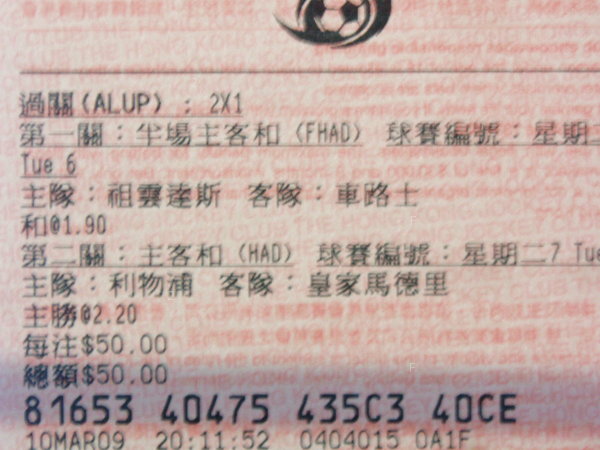 過關(ALUP) : 2X1
第一關：半場主客和(FHAD) 球賽編號：星期二
Tue 6
主隊：祖雲達斯 客隊：車路士
和@1.90
第二關：主客和(HAD) 球賽編號：星期二7 Tue
主隊：利物浦 客隊：皇家馬德里
主勝@2.20
每注$50.00
總額$50.00
81653 40475 435C3 40CE
10MAR09 20:11:52 0404015 0A1F